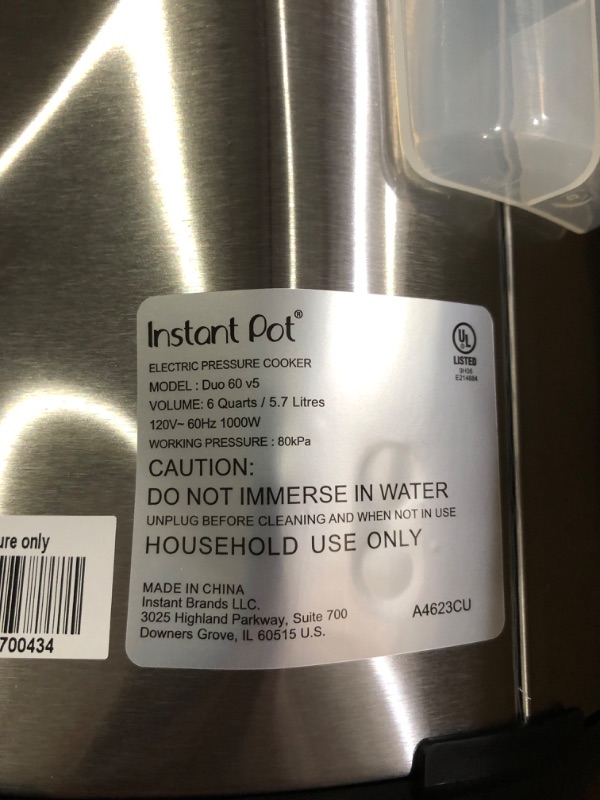 Instant Pot®
ELECTRIC PRESSURE COOKER
MODEL : Duo 60 v5
VOLUME: 6 Quarts / 5.7 Litres
120V~ 60Hz 1000W
WORKING PRESSURE : 80kPa
CAUTION:
DO NOT IMMERSE IN WATER
UNPLUG BEFORE CLEANING AND WHEN NOT IN USE
HOUSEHOLD USE ONLY
MADE IN CHINA
Instant Brands LLC.
3025 Highland Parkway, Suite 700
Downers Grove, IL 60515 U.S.
A4623CU
UL
LISTED
E214684
ure only
700434